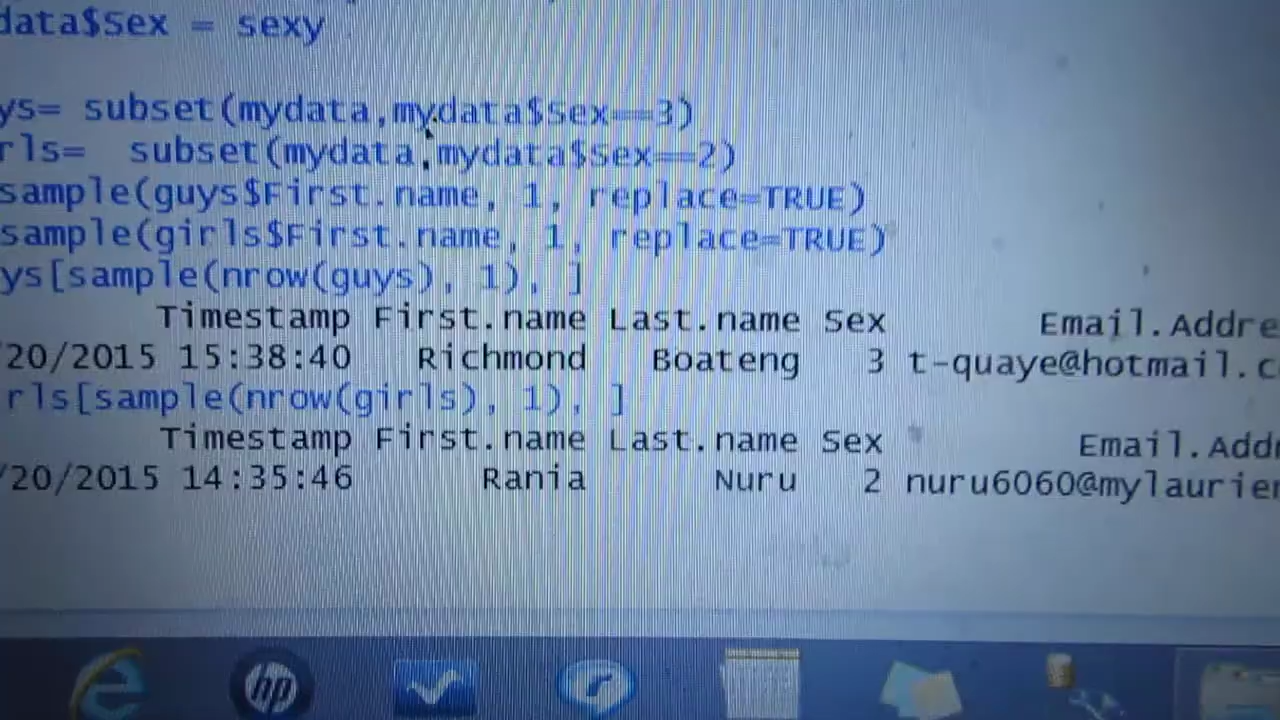 data$Sex = sexy
ys= subset(mydata,mydata$Sex==3)
rls= subset(mydata,mydata$Sex==2)
sample(guys$First.name, 1, replace=TRUE)
sample(girls$First.name, 1, replace=TRUE)
ys[sample(nrow(guys), 1), ]
Timestamp First.name Last.name Sex Email.Addre
/20/2015 15:38:40 Richmond Boateng 3 t-quaye@hotmail.c
rls[sample(nrow(girls), 1), ]
Timestamp First.name Last.name Sex Email.Addr
/20/2015 14:35:46 Rania Nuru 2 nuru6060@mylaurier
hp